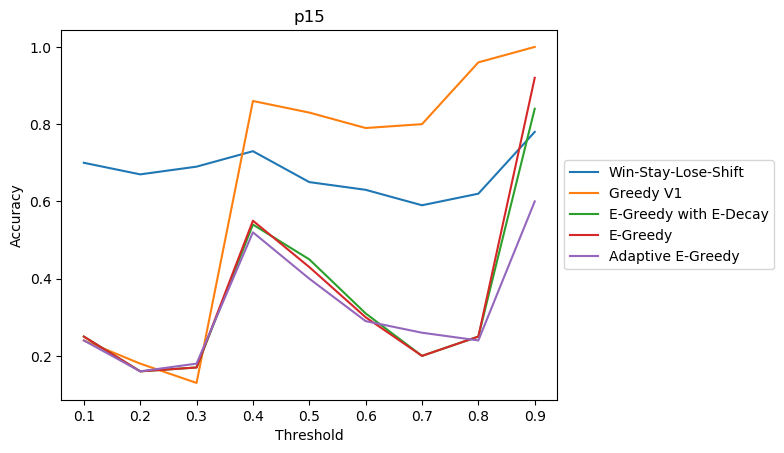 p15
Accuracy
1.0
0.8
0.6
0.4
0.2
0.1 0.2 0.3 0.4 0.5 0.6 0.7 0.8 0.9
Threshold
Win-Stay-Lose-Shift
Greedy V1
E-Greedy with E-Decay
E-Greedy
Adaptive E-Greedy